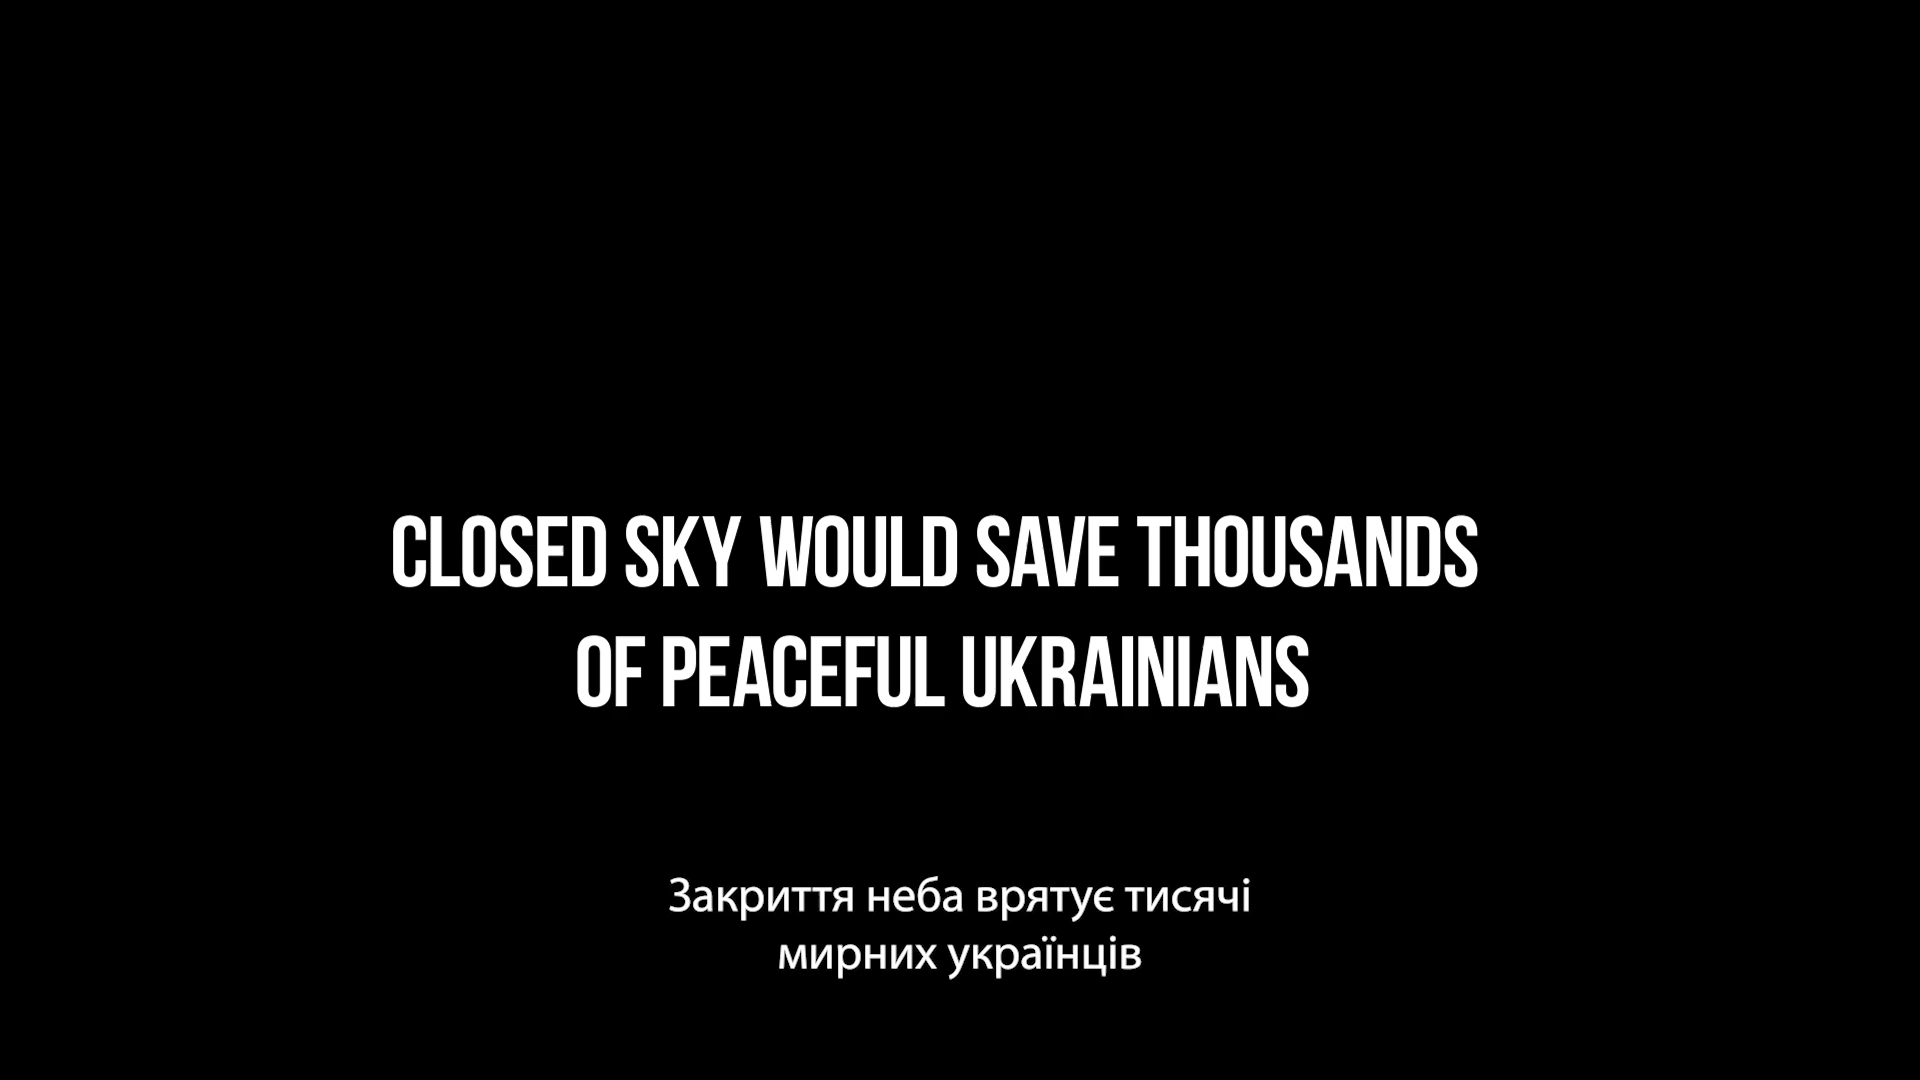 CLOSED SKY WOULD SAVE THOUSANDS
OF PEACEFUL UKRAINIANS
Закриття неба врятує тисячі
мирних українців